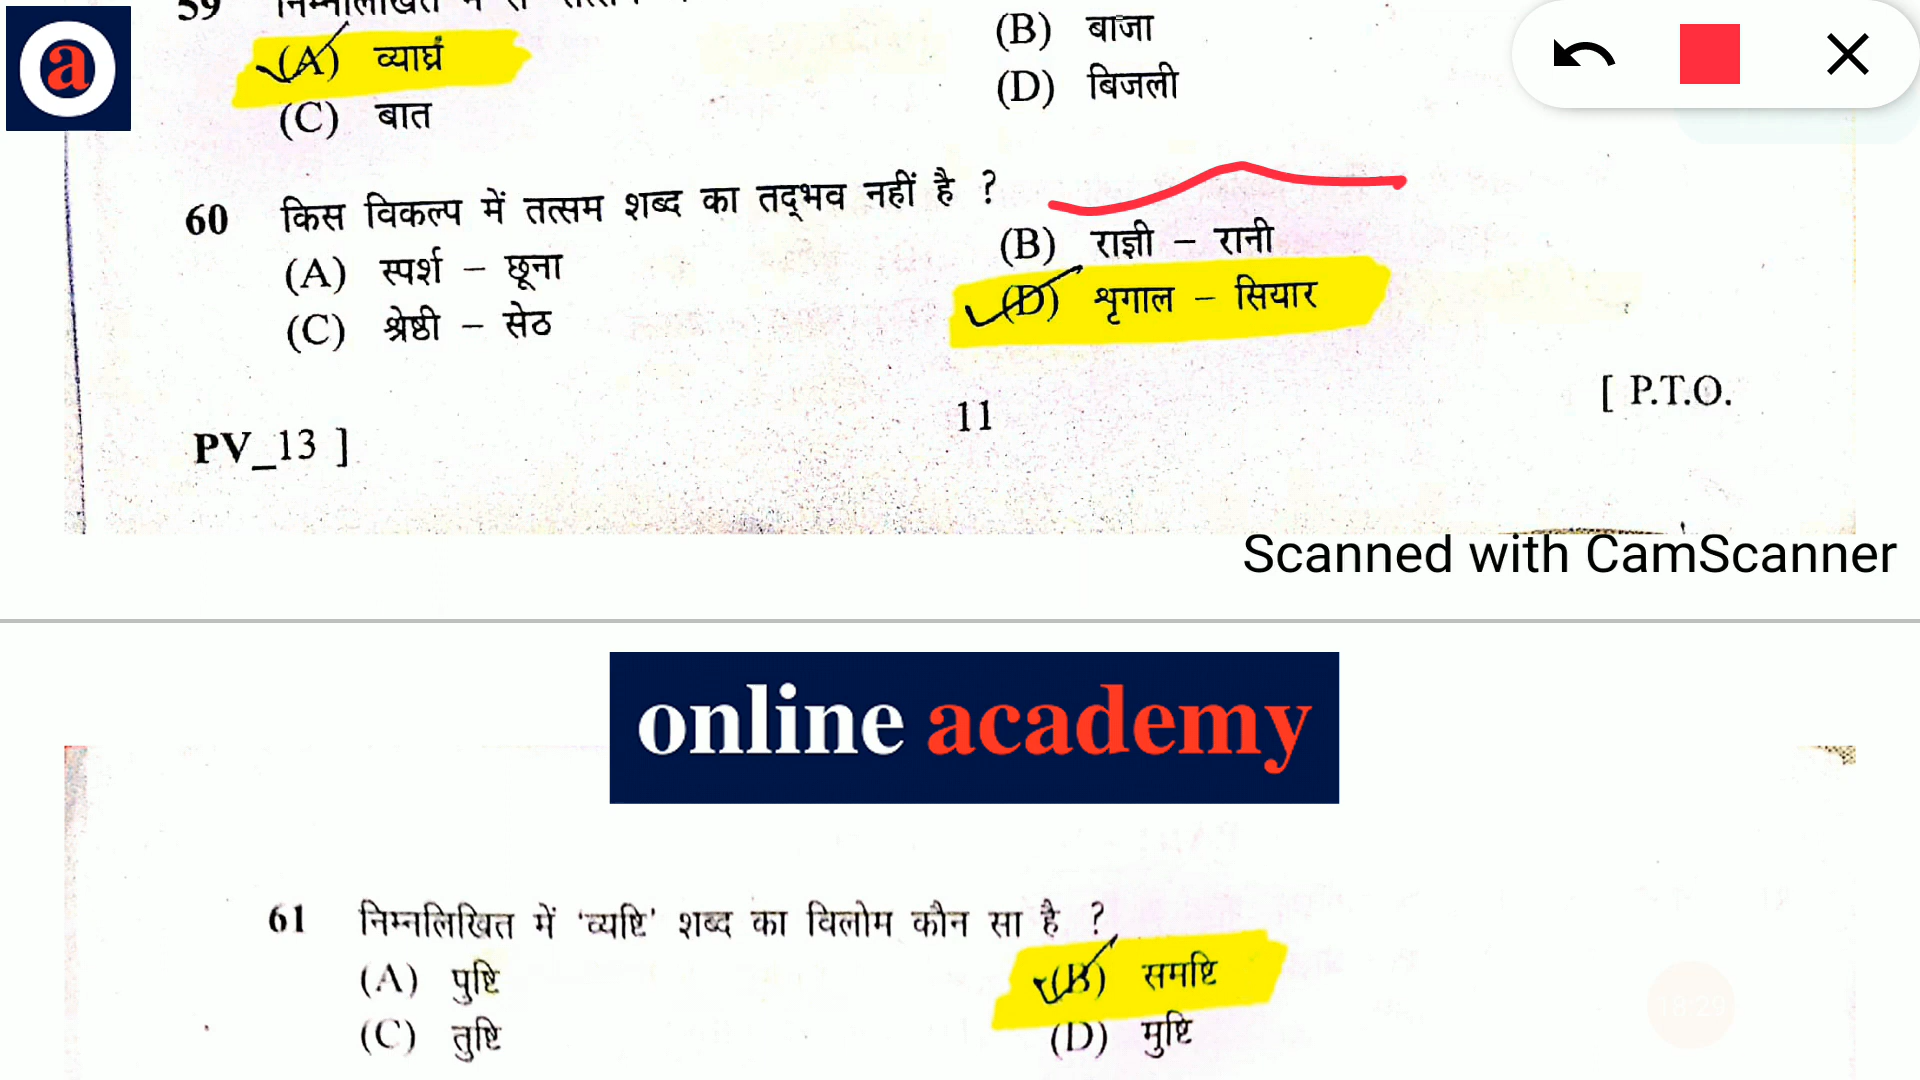 a
59
(A) व्याघ्र
(B) बाजा
(C) बात
(D) बिजली
60 किस विकल्प में तत्सम शब्द का तद्भव नहीं है ?
(A) स्पर्श – छूना
(B) राज्ञी – रानी
(C) श्रेष्ठी – सेठ
(D) शृगाल – सियार
PV_13 ]
11
[ P.T.O.
Scanned with CamScanner
online academy
61 निम्नलिखित में ‘व्यष्टि’ शब्द का विलोम कौन सा है ?
(A) पुष्टि
(B) समष्टि
(C) तुष्टि
(D) मुष्टि